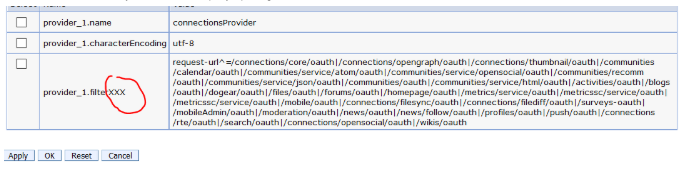 provider_1.name connectionsProvider
provider_1.characterEncoding utf-8
request-url^=/connections/core/oauth|/connections/opengraph/oauth|/connections/thumbnail/oauth|/communities
/calendar/oauth|/communities/service/atom/oauth|/communities/service/opensocial/oauth|/communities/recomm
/oauth|/communities/service/json/oauth|/communities/oauth|/communities/service/html/oauth|/activities/oauth|/blogs
provider_1.filterXXX /oauth|/dogear/oauth|/files/oauth|/forums/oauth|/homepage/oauth|/metrics/service/oauth|/metricssc/service/oauth|
/metricssc/service/oauth|/mobile/oauth|/connections/filesync/oauth|/connections/filediff/oauth|/surveys-oauth|
/mobileAdmin/oauth|/moderation/oauth|/news/oauth|/news/follow/oauth|/profiles/oauth|/push/oauth|/connections
/rte/oauth|/search/oauth|/connections/opensocial/oauth|/wikis/oauth
Apply OK Reset Cancel